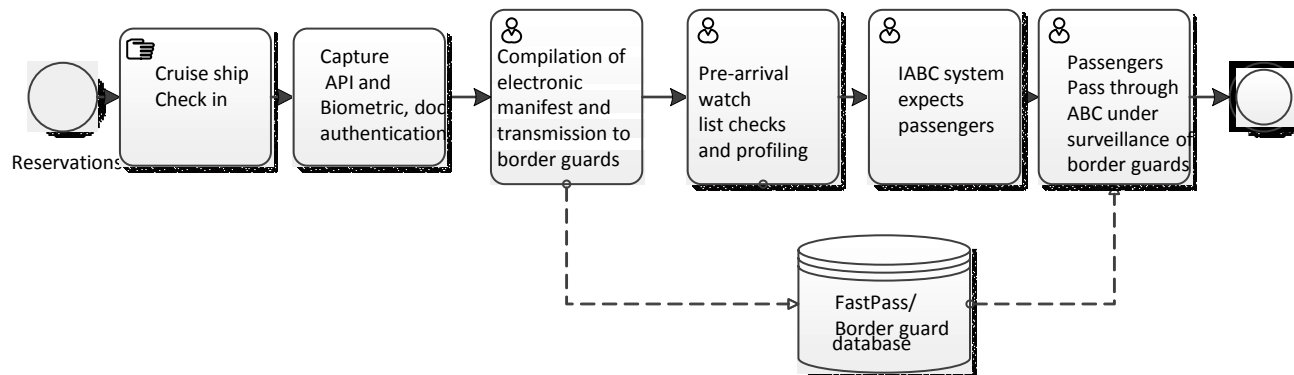 Reservations
Cruise ship
Check in
Capture
API and
Biometric, doc
authentication
Compilation of
electronic
manifest and
transmission to
border guards
Pre-arrival
watch
list checks
and profiling
IABC system
expects
passengers
Passengers
Pass through
ABC under
surveillance of
border guards
FastPass/
Border guard
database